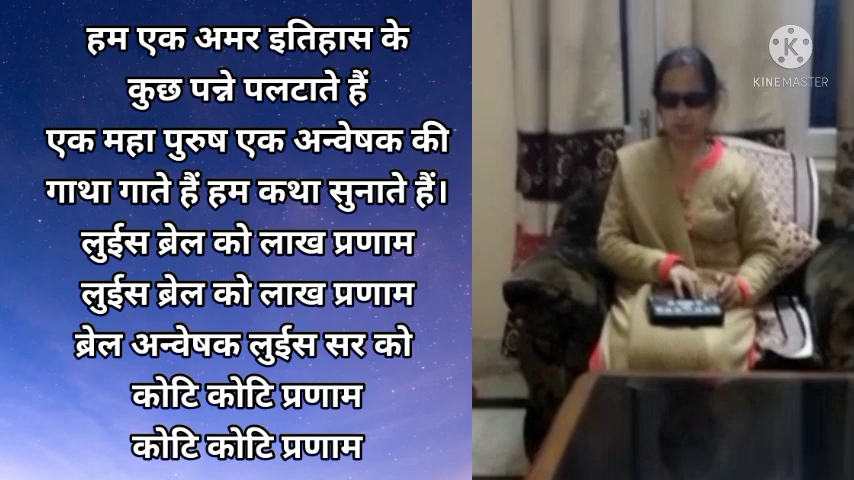 हम एक अमर इतिहास के
कुछ पन्ने पलटाते हैं
एक महा पुरुष एक अन्वेषक की
गाथा गाते हैं हम कथा सुनाते हैं।
लुईस ब्रेल को लाख प्रणाम
लुईस ब्रेल को लाख प्रणाम
ब्रेल अन्वेषक लुईस सर को
कोटि कोटि प्रणाम
कोटि कोटि प्रणाम
K
KINEMASTER